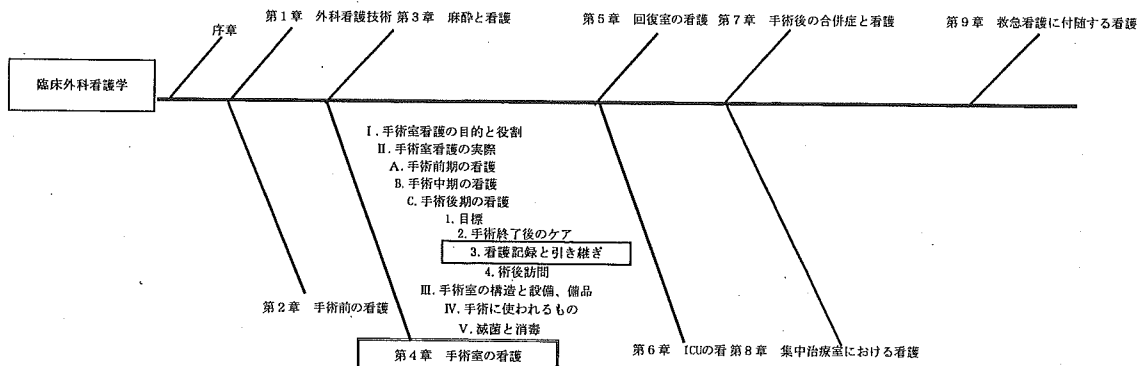 第1章 外科看護技術 第3章 麻酔と看護
第5章 回復室の看護 第7章 手術後の合併症と看護
第9章 救急看護に付随する看護
序章
臨床外科看護学
Ⅰ.手術室看護の目的と役割
Ⅱ.手術室看護の実際
A.手術前期の看護
B.手術中期の看護
C.手術後期の看護
1.目標
2.手術終了後のケア
3.看護記録と引き継ぎ
4.術後訪問
Ⅲ.手術室の構造と設備、備品
Ⅳ.手術に使われるもの
Ⅴ.滅菌と消毒
第2章 手術前の看護
第4章 手術室の看護
第6章 ICUの看 第8章 集中治療室における看護